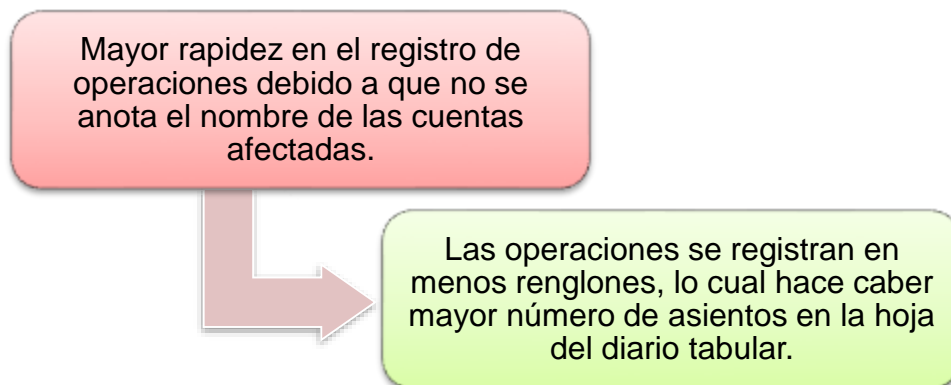 Mayor rapidez en el registro de
operaciones debido a que no se
anota el nombre de las cuentas
afectadas.
Las operaciones se registran en
menos renglones, lo cual hace caber
mayor número de asientos en la hoja
del diario tabular.